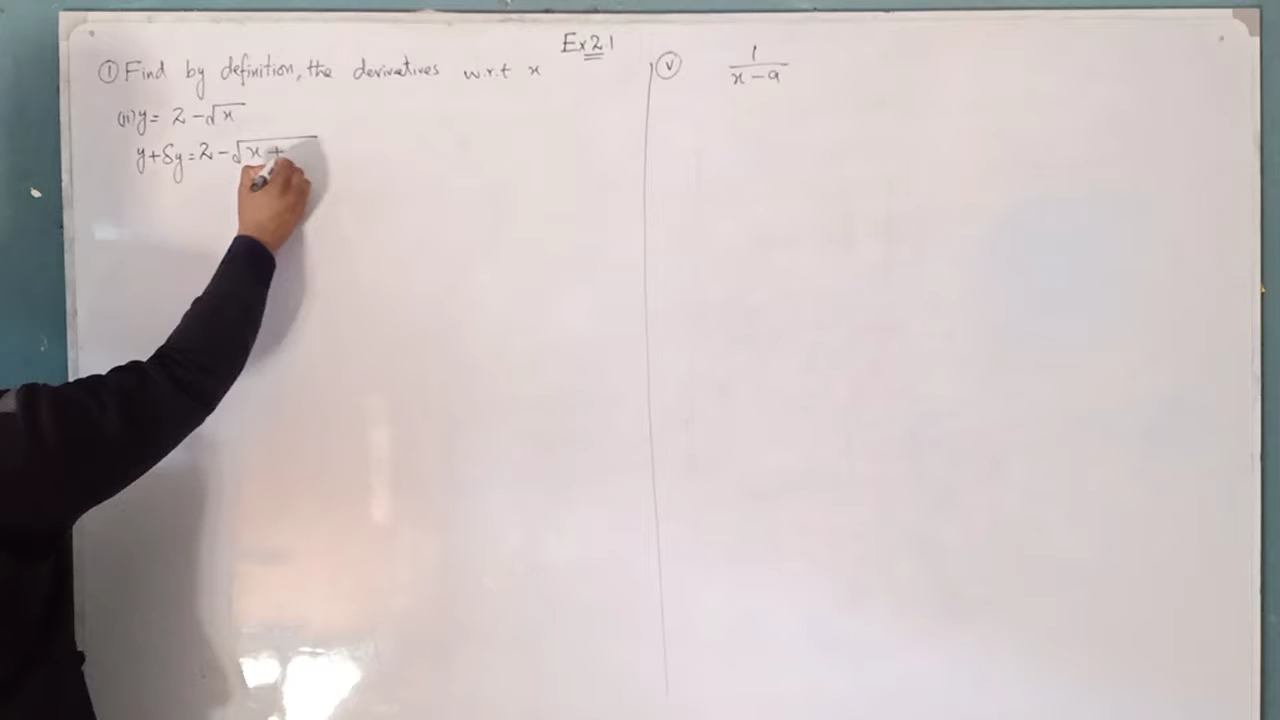 Ex 2.1
① Find by definition, the derivatives w.r.t x
(ii) y = 2 - √x
y + δy = 2 - √x +
Ⓥ 1/(x - a)